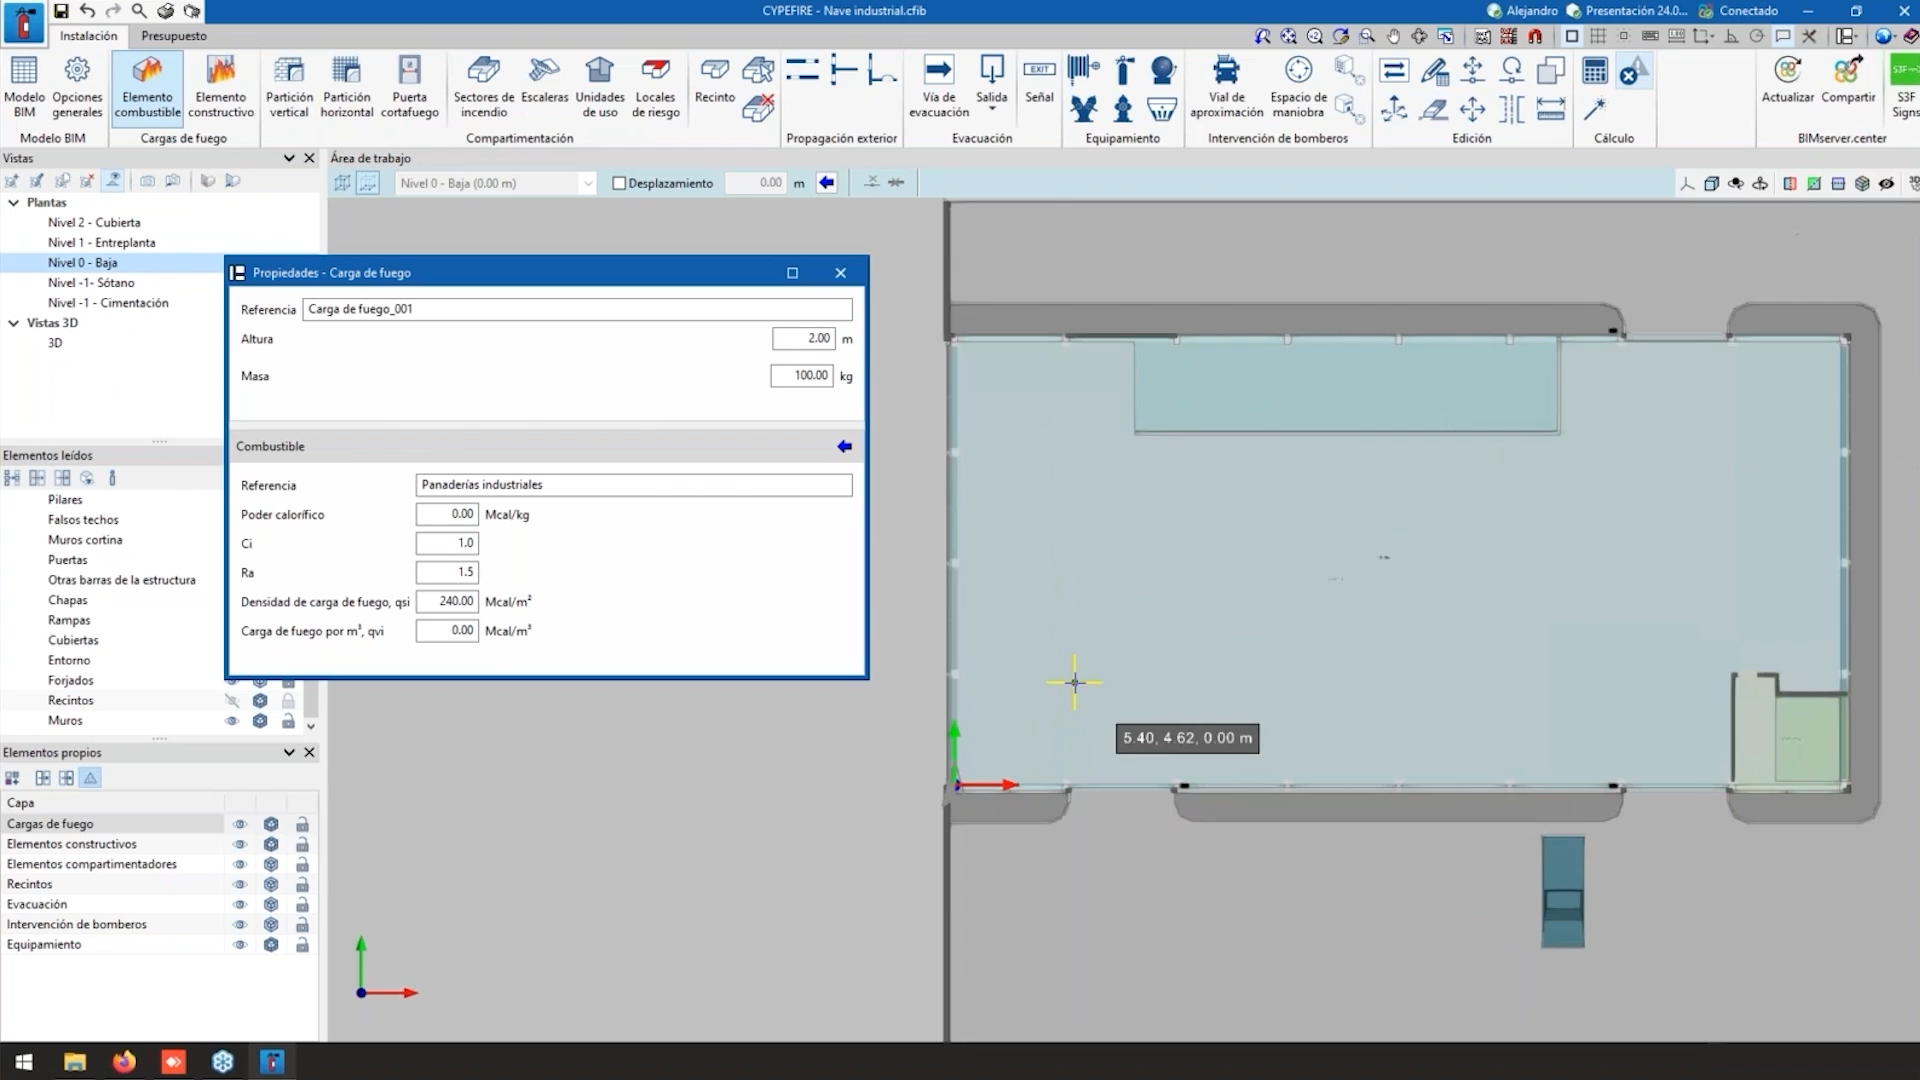 CYPEFIRE - Nave industrial.cfib
Alejandro
Presentación 24.0...
Conectado
Instalación
Presupuesto
Modelo BIM
Opciones generales
Modelo BIM
Elemento combustible
Elemento constructivo
Cargas de fuego
Partición vertical
Partición horizontal
Puerta cortafuego
Sectores de incendio
Escaleras
Unidades de uso
Locales de riesgo
Recinto
Compartimentación
Propagación exterior
Vía de evacuación
Salida
EXIT
Señal
Evacuación
Equipamiento
Vial de aproximación
Espacio de maniobra
Intervención de bomberos
Edición
Cálculo
Actualizar
Compartir
S3F Signs
BIMserver.center
Vistas
Área de trabajo
Nivel 0 - Baja (0.00 m)
Desplazamiento
0.00 m
Plantas
Nivel 2 - Cubierta
Nivel 1 - Entreplanta
Nivel 0 - Baja
Nivel -1- Sótano
Nivel -1 - Cimentación
Vistas 3D
3D
Propiedades - Carga de fuego
Referencia Carga de fuego_001
Altura 2.00 m
Masa 100.00 kg
Combustible
Referencia Panaderías industriales
Poder calorífico 0.00 Mcal/kg
Ci 1.0
Ra 1.5
Densidad de carga de fuego, qsi 240.00 Mcal/m²
Carga de fuego por m³, qvi 0.00 Mcal/m³
Elementos leídos
Pilares
Falsos techos
Muros cortina
Puertas
Otras barras de la estructura
Chapas
Rampas
Cubiertas
Entorno
Forjados
Recintos
Muros
Elementos propios
Capa
Cargas de fuego
Elementos constructivos
Elementos compartimentadores
Recintos
Evacuación
Intervención de bomberos
Equipamiento
5.40, 4.62, 0.00 m